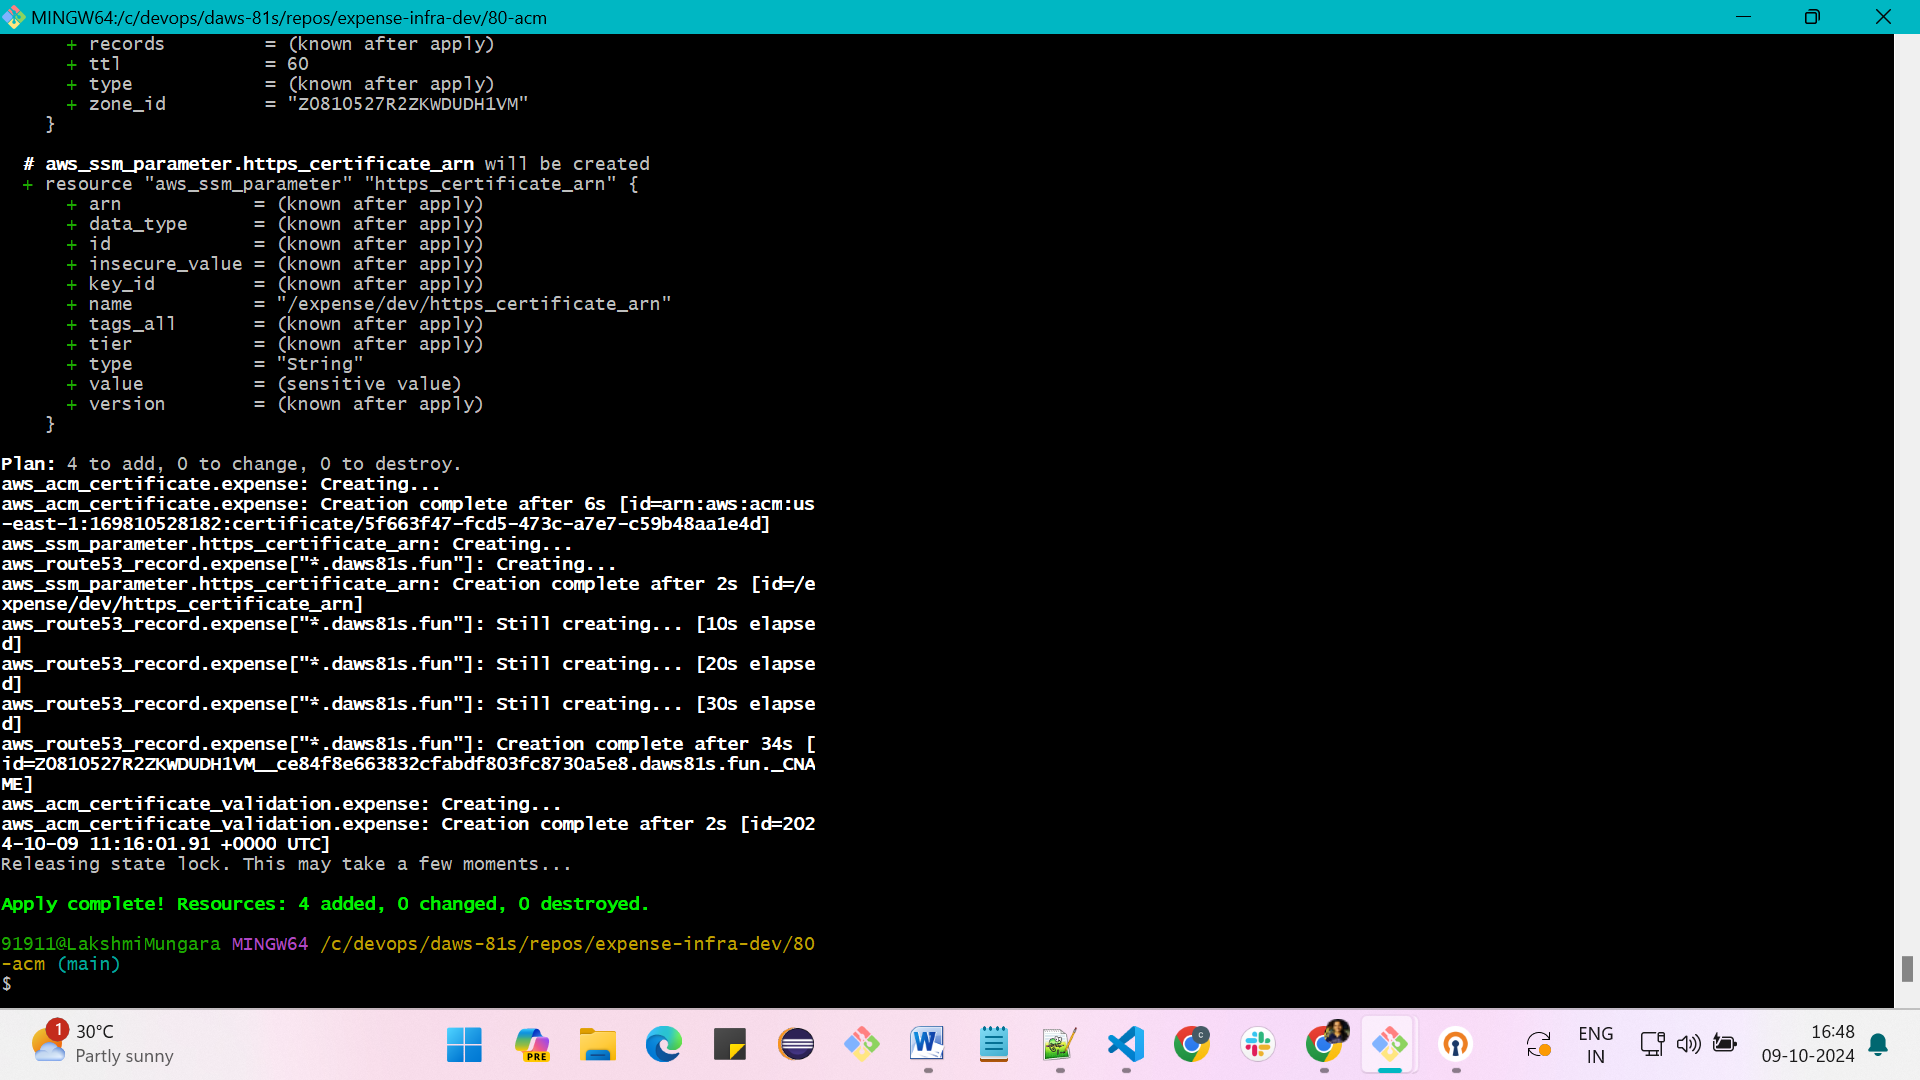 MINGW64:/c/devops/daws-81s/repos/expense-infra-dev/80-acm
+ records = (known after apply)
+ ttl = 60
+ type = (known after apply)
+ zone_id = "Z0810527R2ZKWDUDH1VM"
}
# aws_ssm_parameter.https_certificate_arn will be created
+ resource "aws_ssm_parameter" "https_certificate_arn" {
+ arn = (known after apply)
+ data_type = (known after apply)
+ id = (known after apply)
+ insecure_value = (known after apply)
+ key_id = (known after apply)
+ name = "/expense/dev/https_certificate_arn"
+ tags_all = (known after apply)
+ tier = (known after apply)
+ type = "String"
+ value = (sensitive value)
+ version = (known after apply)
}
Plan: 4 to add, 0 to change, 0 to destroy.
aws_acm_certificate.expense: Creating...
aws_acm_certificate.expense: Creation complete after 6s [id=arn:aws:acm:us
-east-1:169810528182:certificate/5f663f47-fcd5-473c-a7e7-c59b48aa1e4d]
aws_ssm_parameter.https_certificate_arn: Creating...
aws_route53_record.expense["*.daws81s.fun"]: Creating...
aws_ssm_parameter.https_certificate_arn: Creation complete after 2s [id=/e
xpense/dev/https_certificate_arn]
aws_route53_record.expense["*.daws81s.fun"]: Still creating... [10s elapse
d]
aws_route53_record.expense["*.daws81s.fun"]: Still creating... [20s elapse
d]
aws_route53_record.expense["*.daws81s.fun"]: Still creating... [30s elapse
d]
aws_route53_record.expense["*.daws81s.fun"]: Creation complete after 34s [
id=Z0810527R2ZKWDUDH1VM__ce84f8e663832cfabdf803fc8730a5e8.daws81s.fun._CNA
ME]
aws_acm_certificate_validation.expense: Creating...
aws_acm_certificate_validation.expense: Creation complete after 2s [id=202
4-10-09 11:16:01.91 +0000 UTC]
Releasing state lock. This may take a few moments...
Apply complete! Resources: 4 added, 0 changed, 0 destroyed.
91911@LakshmiMungara MINGW64 /c/devops/daws-81s/repos/expense-infra-dev/80
-acm (main)
$
1
30°C
Partly sunny
PRE
W
C
ENG
IN
16:48
09-10-2024